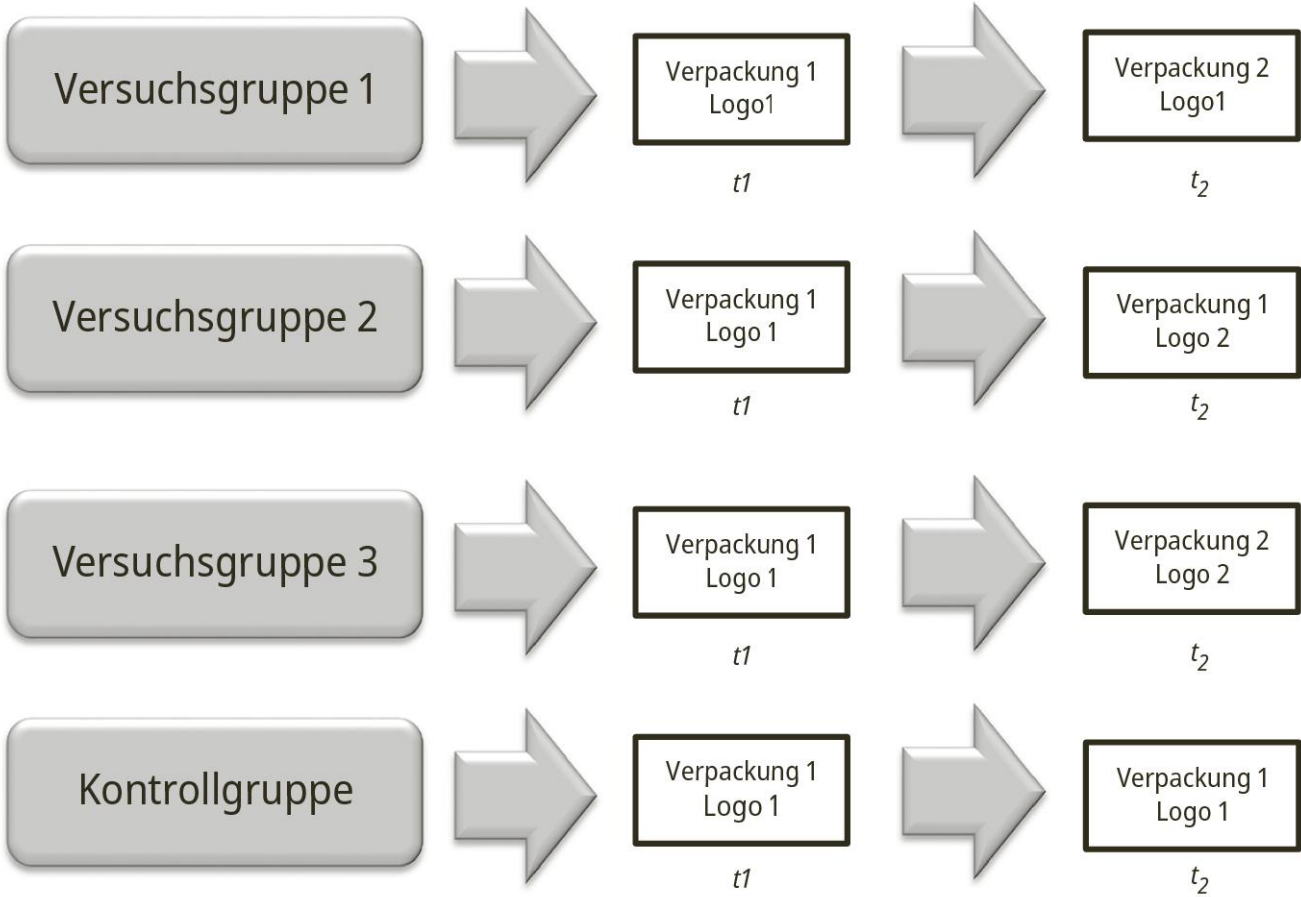 Versuchsgruppe 1
Verpackung 1
Logo1
t1
Verpackung 2
Logo1
t2
Versuchsgruppe 2
Verpackung 1
Logo 1
t1
Verpackung 1
Logo 2
t2
Versuchsgruppe 3
Verpackung 1
Logo 1
t1
Verpackung 2
Logo 2
t2
Kontrollgruppe
Verpackung 1
Logo 1
t1
Verpackung 1
Logo 1
t2